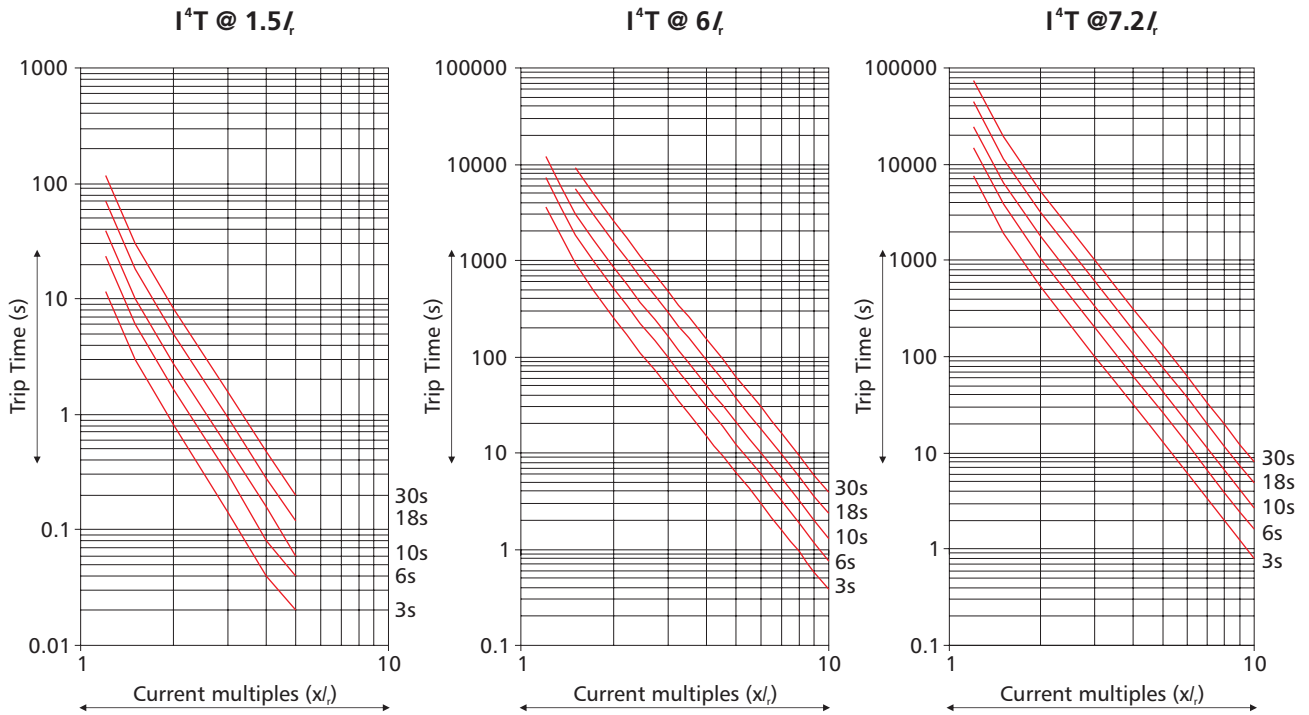 I⁴T @ 1.5Iᵣ
1000
100
10
1
0.1
0.01
Trip Time (s)
30s
18s
10s
6s
3s
1
10
Current multiples (xIᵣ)
I⁴T @ 6Iᵣ
100000
10000
1000
100
10
1
0.1
Trip Time (s)
30s
18s
10s
6s
3s
1
10
Current multiples (xIᵣ)
I⁴T @7.2Iᵣ
100000
10000
1000
100
10
1
0.1
Trip Time (s)
30s
18s
10s
6s
3s
1
10
Current multiples (xIᵣ)